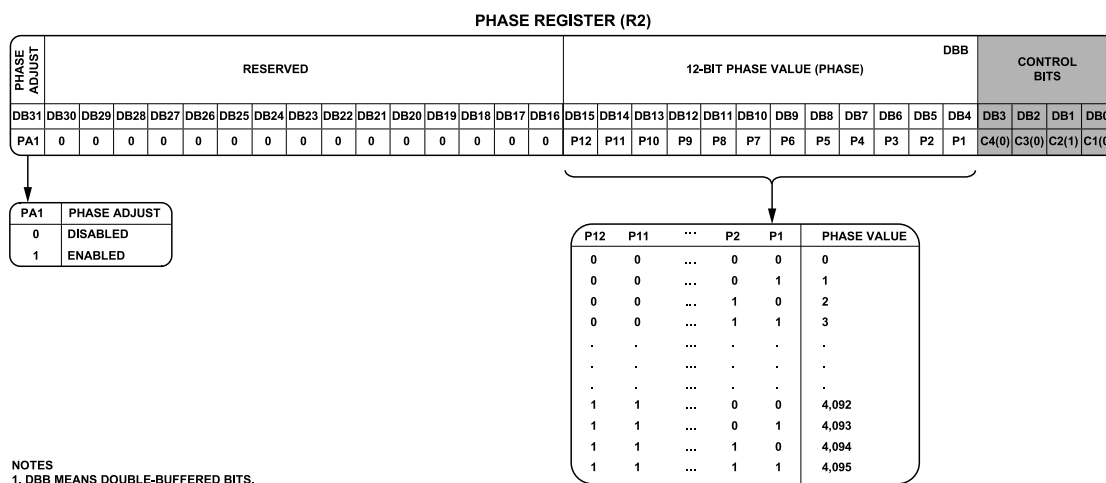 PHASE REGISTER (R2)
PHASE ADJUST
RESERVED
12-BIT PHASE VALUE (PHASE)
DBB
CONTROL BITS
DB31 DB30 DB29 DB28 DB27 DB26 DB25 DB24 DB23 DB22 DB21 DB20 DB19 DB18 DB17 DB16 DB15 DB14 DB13 DB12 DB11 DB10 DB9 DB8 DB7 DB6 DB5 DB4 DB3 DB2 DB1
PA1 0 0 0 0 0 0 0 0 0 0 0 0 0 0 0 P12 P11 P10 P9 P8 P7 P6 P5 P4 P3 P2 P1 C4(0) C3(0) C2(1)
PA1 PHASE ADJUST
0 DISABLED
1 ENABLED
P12 P11 ... P2 P1 PHASE VALUE
0 0 ... 0 0 0
0 0 ... 0 1 1
0 0 ... 1 0 2
0 0 ... 1 1 3
. . ... . . .
. . ... . . .
. . ... . . .
1 1 ... 0 0 4,092
1 1 ... 0 1 4,093
1 1 ... 1 0 4,094
1 1 ... 1 1 4,095
NOTES
1. DBB MEANS DOUBLE-BUFFERED BITS.